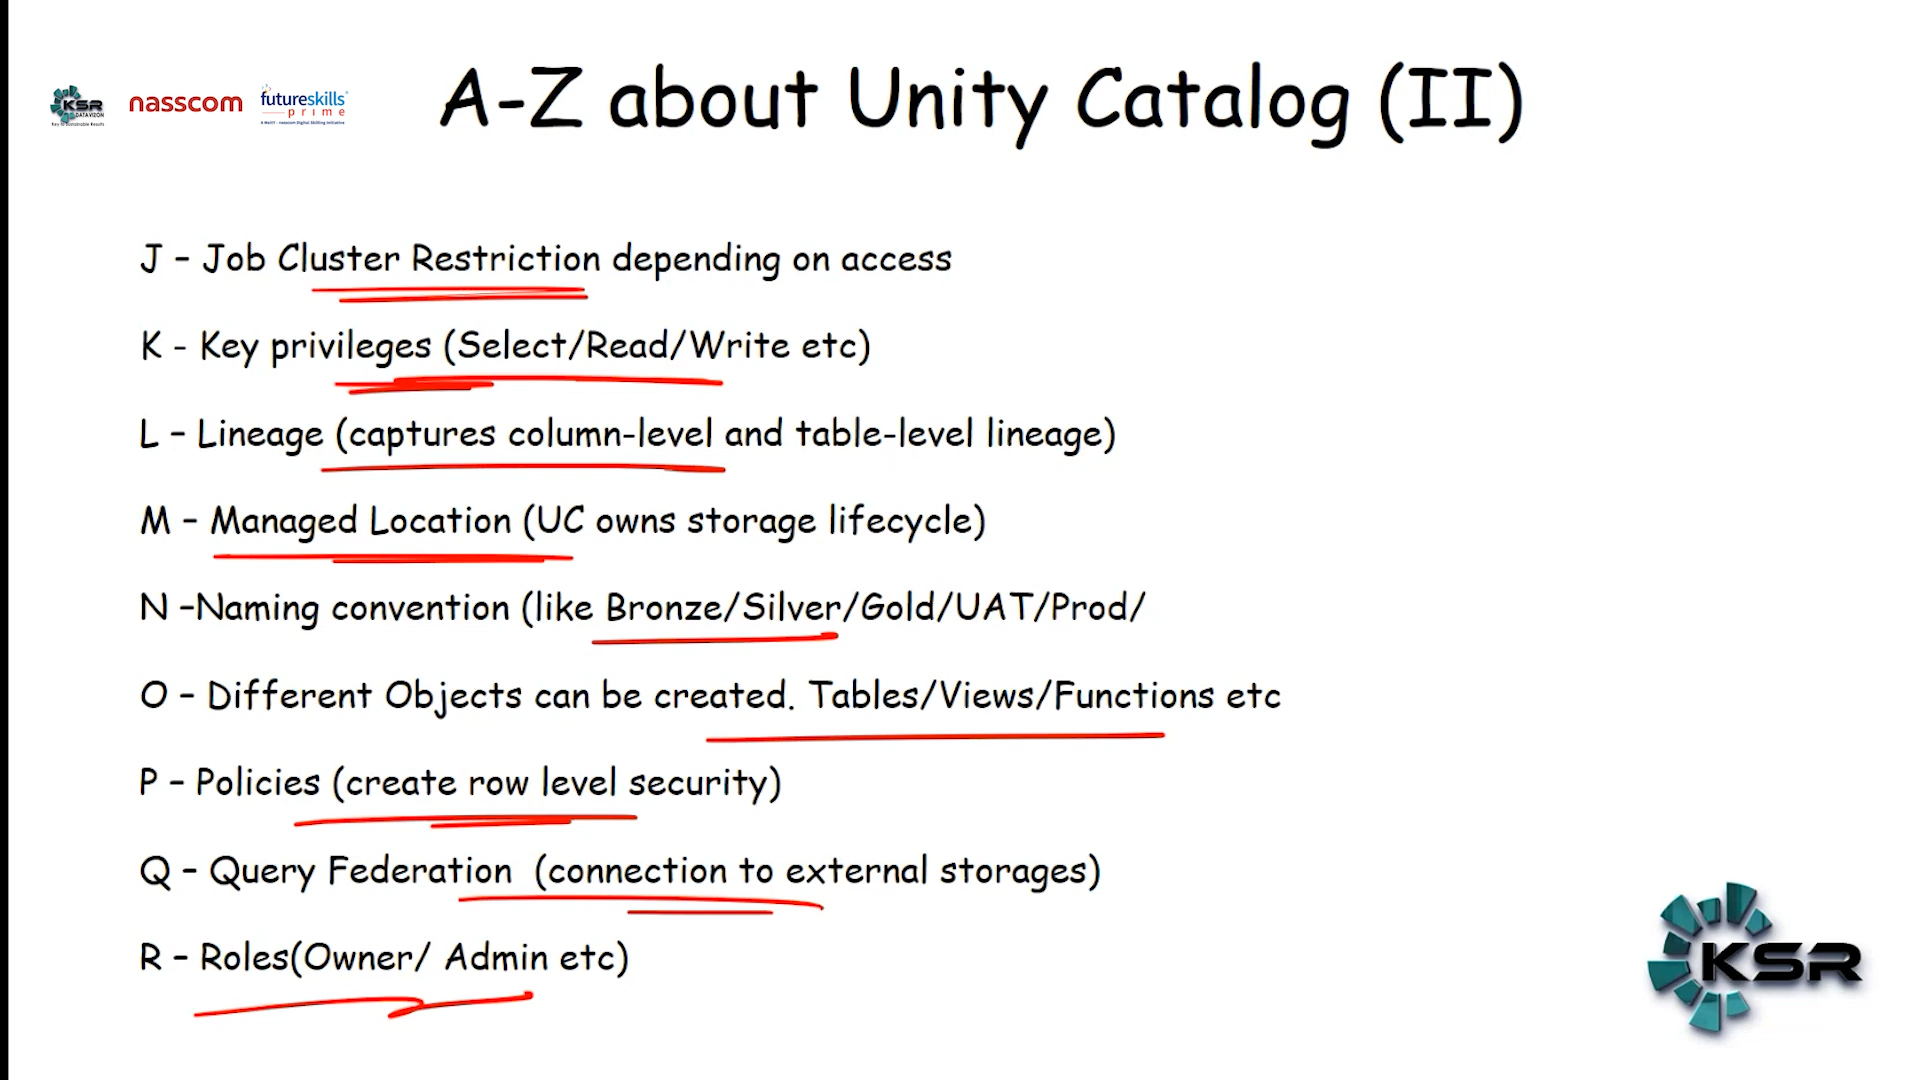 KSR
DATAVIZON
nasscom
futureskills
prime
A-Z about Unity Catalog (II)
J – Job Cluster Restriction depending on access
K - Key privileges (Select/Read/Write etc)
L – Lineage (captures column-level and table-level lineage)
M – Managed Location (UC owns storage lifecycle)
N –Naming convention (like Bronze/Silver/Gold/UAT/Prod/
O – Different Objects can be created. Tables/Views/Functions etc
P – Policies (create row level security)
Q – Query Federation (connection to external storages)
R – Roles(Owner/ Admin etc)
KSR